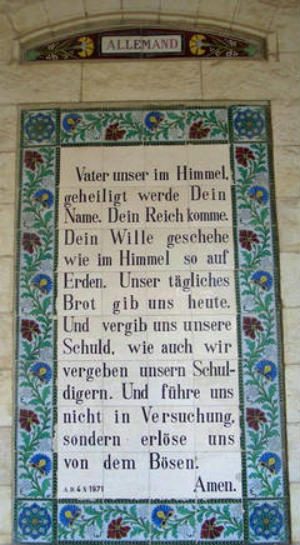 ALLEMAND
Vater unser im Himmel,
geheiligt werde Dein
Name. Dein Reich komme.
Dein Wille geschehe
wie im Himmel so auf
Erden. Unser tägliches
Brot gib uns heute.
Und vergib uns unsere
Schuld, wie auch wir
vergeben unsern Schul-
digern. Und führe uns
nicht in Versuchung,
sondern erlöse uns
von dem Bösen.
Amen.
A.D. 4 X 1971